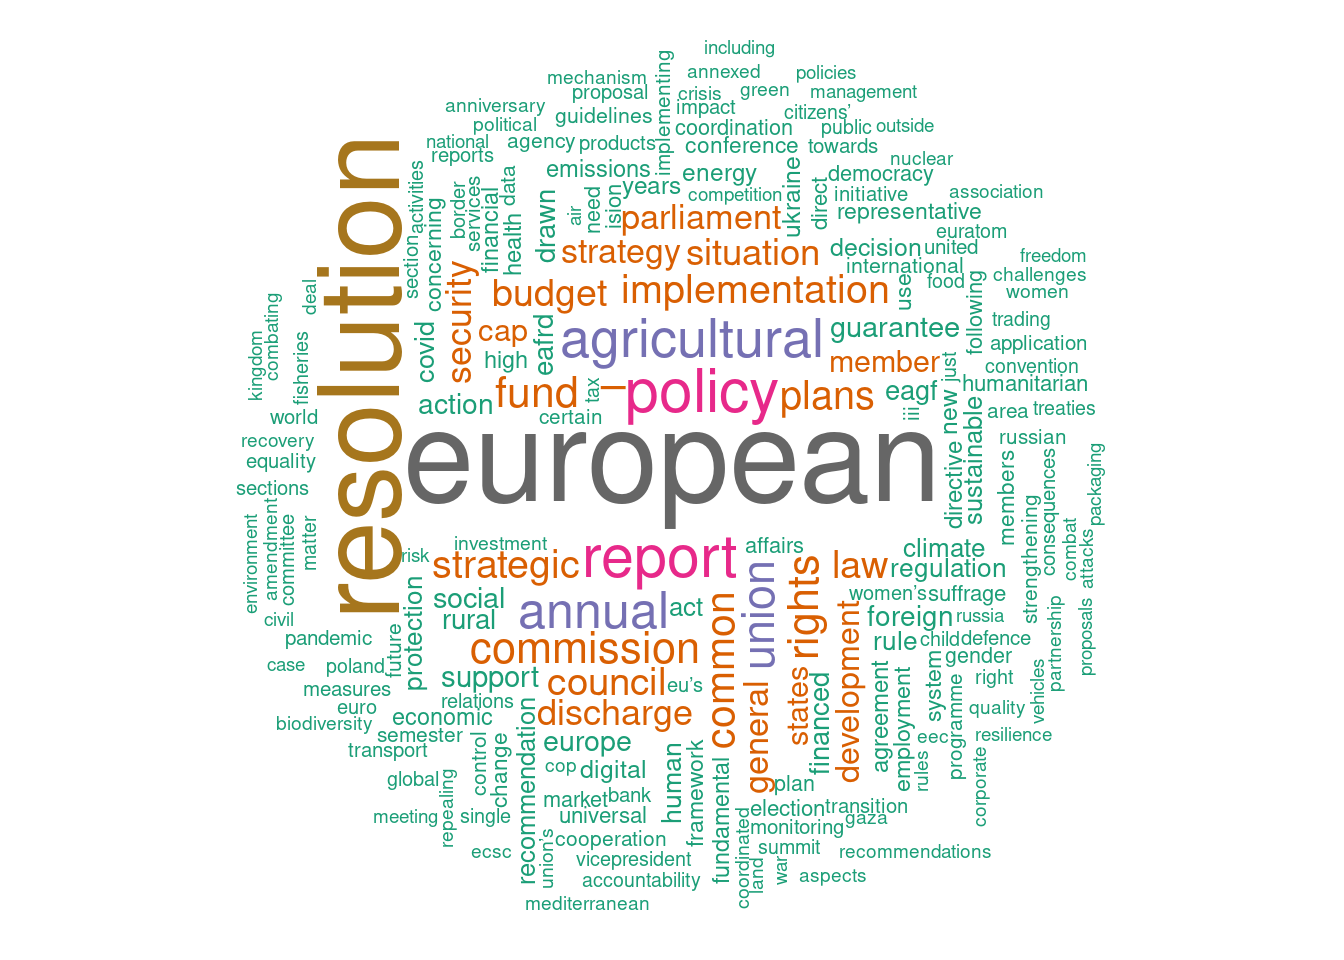 including
mechanism
annexed
policies
proposal
crisis
green
management
implementing
anniversary
guidelines
impact
citizens’
political
coordination
public
outside
national
agency
products
conference
towards
reports
emissions
energy
nuclear
activities
border
services
financial
health
data
drawn
air
need
ision
years
competition
ukraine
direct
democracy
initiative
association
parliament
representative
section
concerning
security
strategy
situation
decision
united
euratom
international
freedom
resolution
budget
implementation
use
food
following
challenges
women
deal
combating
kingdom
fisheries
covid
cap
high
eafrd
agricultural
guarantee
trading
application
member
just
convention
world
action
fund
–
tax
certain
policy
plans
eagf
iii
new
humanitarian
area
treaties
recovery
equality
european
russian
sections
directive
sustainable
members
consequences
packaging
environment
amendment
committee
matter
risk
investment
strategic
report
affairs
law
climate
regulation
strengthening
combat
attacks
civil
social
rural
annual
act
union
rights
women’s
suffrage
foreign
russia
pandemic
future
protection
commission
common
development
rule
child
defence
partnership
proposals
case
poland
support
council
eu’s
general
states
financed
agreement
employment
system
gender
right
measures
euro
relations
discharge
programme
quality
vehicles
biodiversity
economic
semester
recommendation
europe
human
framework
eec
resilience
transport
control
change
cop
digital
fundamental
plan
rules
corporate
global
repealing
market
bank
election
transition
meeting
single
universal
monitoring
gaza
ecsc
union’s
cooperation
coordinated
summit
recommendations
vicepresident
land
war
accountability
aspects
mediterranean